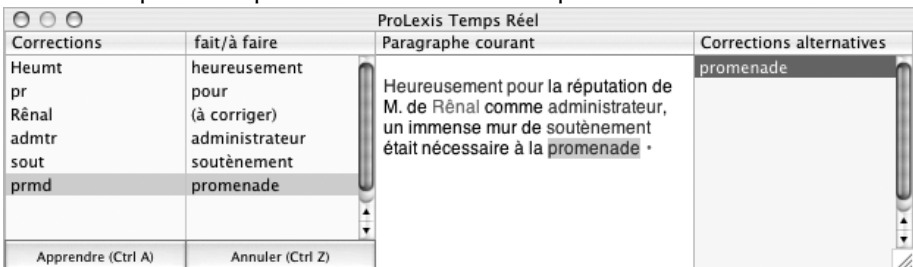 ProLexis Temps Réel
Corrections fait/à faire Paragraphe courant Corrections alternatives
Heumt heureusement
pr pour
Rênal (à corriger)
admtr administrateur
sout soutènement
prmd promenade
Heureusement pour la réputation de
M. de Rênal comme administrateur,
un immense mur de soutènement
était nécessaire à la promenade
promenade
Apprendre (Ctrl A) Annuler (Ctrl Z)